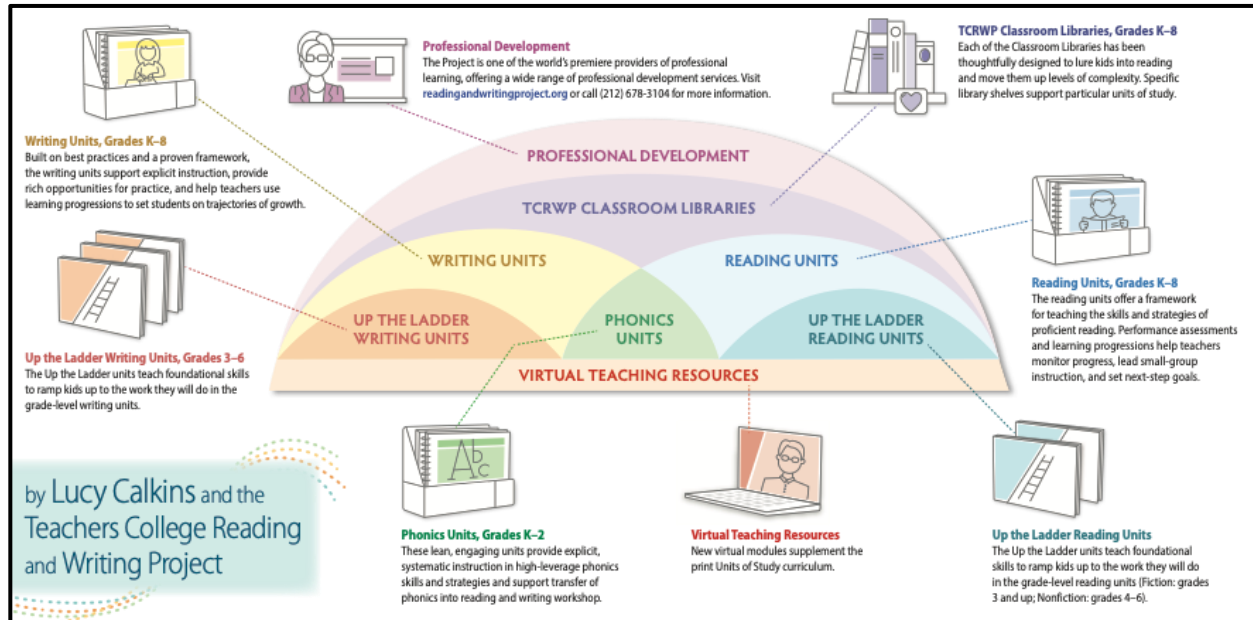 Professional Development
The Project is one of the world's premiere providers of professional
learning, offering a wide range of professional development services. Visit
readingandwritingproject.org or call (212) 678-3104 for more information.
TCRWP Classroom Libraries, Grades K–8
Each of the Classroom Libraries has been
thoughtfully designed to lure kids into reading
and move them up levels of complexity. Specific
library shelves support particular units of study.
Writing Units, Grades K–8
Built on best practices and a proven framework,
the writing units support explicit instruction, provide
rich opportunities for practice, and help teachers use
learning progressions to set students on trajectories of growth.
PROFESSIONAL DEVELOPMENT
TCRWP CLASSROOM LIBRARIES
WRITING UNITS
READING UNITS
UP THE LADDER
WRITING UNITS
PHONICS
UNITS
UP THE LADDER
READING UNITS
VIRTUAL TEACHING RESOURCES
Reading Units, Grades K–8
The reading units offer a framework
for teaching the skills and strategies of
proficient reading. Performance assessments
and learning progressions help teachers
monitor progress, lead small-group
instruction, and set next-step goals.
Up the Ladder Writing Units, Grades 3–6
The Up the Ladder units teach foundational skills
to ramp kids up to the work they will do in the
grade-level writing units.
by Lucy Calkins and the
Teachers College Reading
and Writing Project
Abc
Phonics Units, Grades K–2
These lean, engaging units provide explicit,
systematic instruction in high-leverage phonics
skills and strategies and support transfer of
phonics into reading and writing workshop.
Virtual Teaching Resources
New virtual modules supplement the
print Units of Study curriculum.
Up the Ladder Reading Units
The Up the Ladder units teach foundational
skills to ramp kids up to the work they will do
in the grade-level reading units (Fiction: grades
3 and up; Nonfiction: grades 4–6).